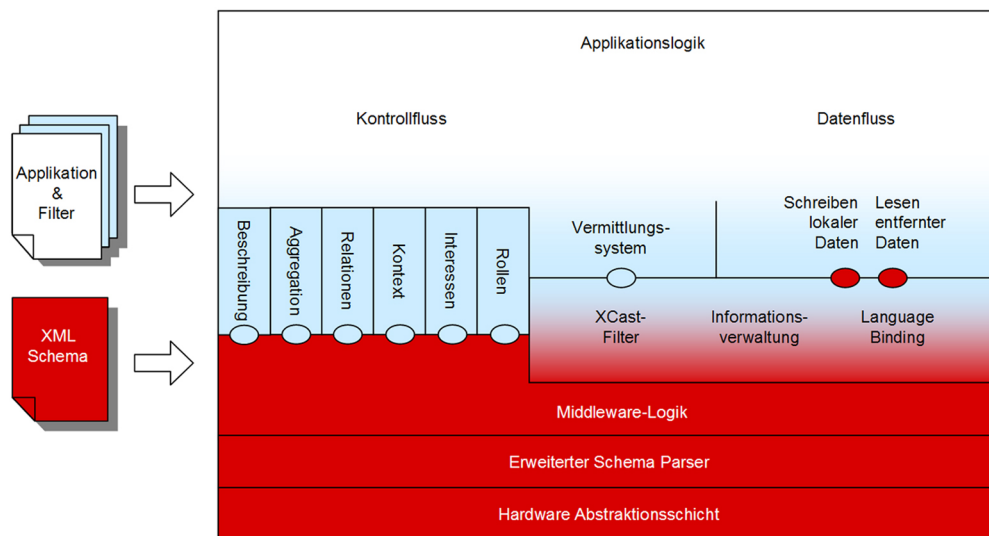 Applikationslogik
Kontrollfluss
Datenfluss
Applikation
&
Filter
XML
Schema
Beschreibung
Aggregation
Relationen
Kontext
Interessen
Rollen
Vermittlungs-
system
Schreiben
lokaler
Daten
Lesen
entfernter
Daten
XCast-
Filter
Informations-
verwaltung
Language
Binding
Middleware-Logik
Erweiterter Schema Parser
Hardware Abstraktionsschicht